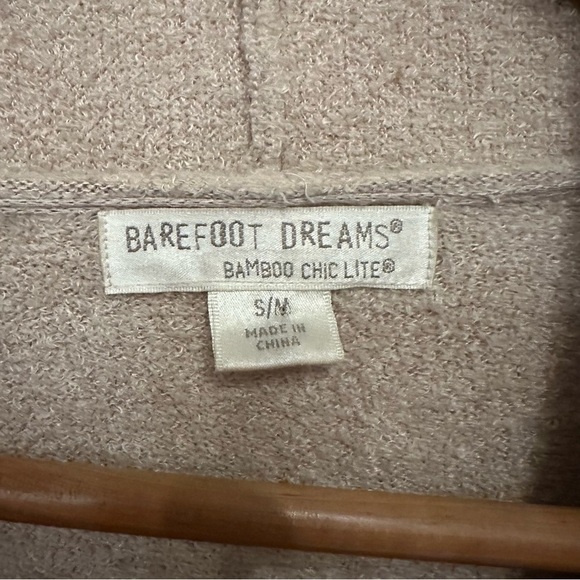 BAREFOOT DREAMS®
BAMBOO CHIC LITE®
S/M
MADE IN
CHINA